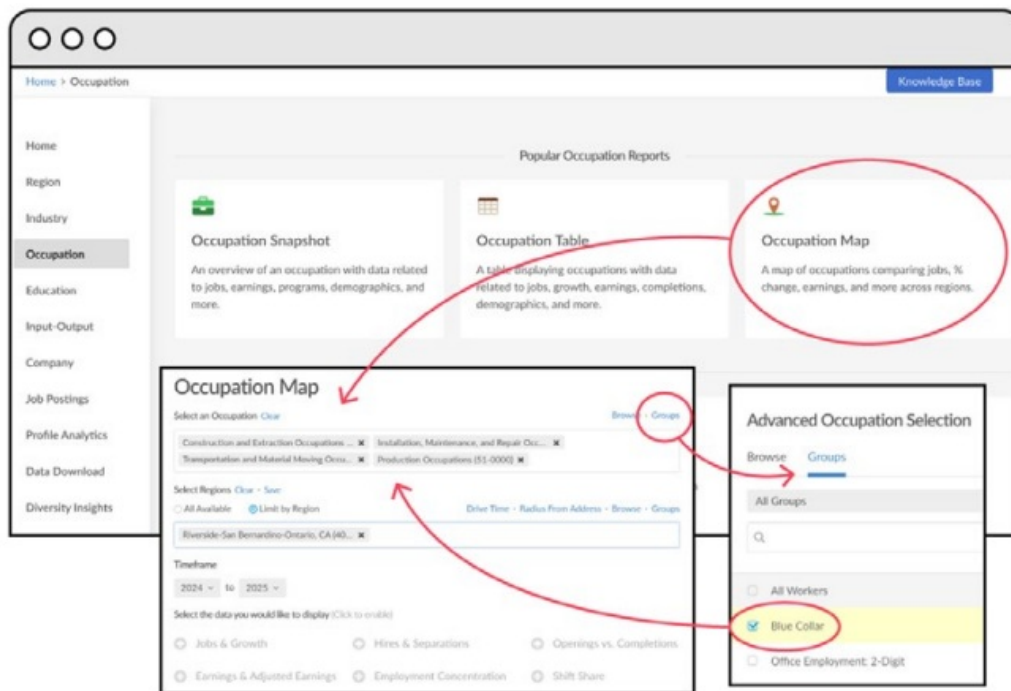 Home > Occupation
Knowledge Base
Home
Region
Industry
Occupation
Education
Input-Output
Company
Job Postings
Profile Analytics
Data Download
Diversity Insights
Popular Occupation Reports
Occupation Snapshot
An overview of an occupation with data related
to jobs, earnings, programs, demographics, and
more.
Occupation Table
A table displaying occupations with data
related to jobs, growth, earnings, completions,
demographics, and more.
Occupation Map
A map of occupations comparing jobs, %
change, earnings, and more across regions.
Occupation Map
Select an Occupation Clear
Browse - Groups
Construction and Extraction Occupations ... × Installation, Maintenance, and Repair Occ... ×
Transportation and Material Moving Occu... × Production Occupations (51-0000) ×
Select Regions Clear - Save
All Available Limit by Region Drive Time - Radius From Address - Browse - Groups
Riverside-San Bernardino-Ontario, CA (40... ×
Timeframe
2024 to 2025
Select the data you would like to display (Click to enable)
Jobs & Growth Hires & Separations Openings vs. Completions
Earnings & Adjusted Earnings Employment Concentration Shift Share
Advanced Occupation Selection
Browse Groups
All Groups
All Workers
Blue Collar
Office Employment: 2-Digit